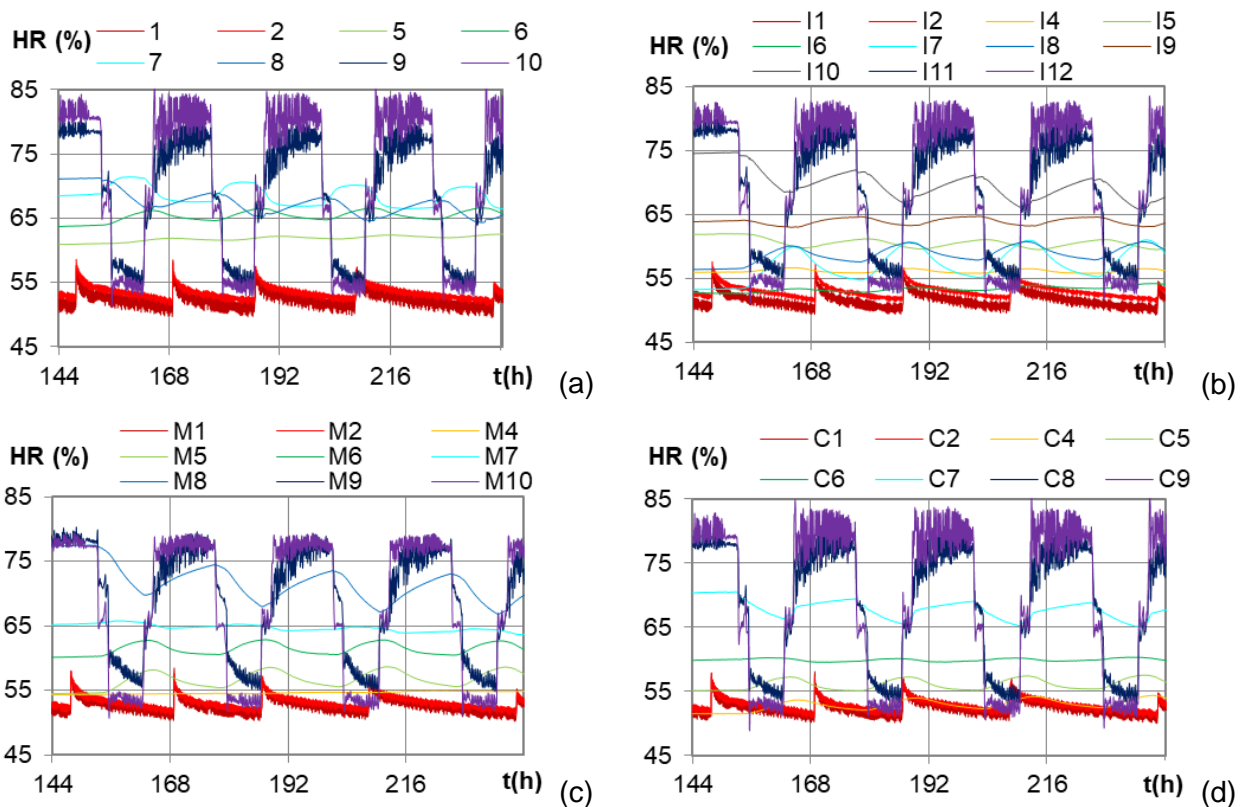 1 2 5 6
HR (%)
7 8 9 10
85
75
65
55
45
144 168 192 216 t(h) (a)
I1 I2 I4 I5
HR (%)
I6 I7 I8 I9
I10 I11 I12
85
75
65
55
45
144 168 192 216 t(h) (b)
M1 M2 M4
HR (%)
M5 M6 M7
M8 M9 M10
85
75
65
55
45
144 168 192 216 t(h) (c)
C1 C2 C4 C5
HR (%)
C6 C7 C8 C9
85
75
65
55
45
144 168 192 216 t(h) (d)